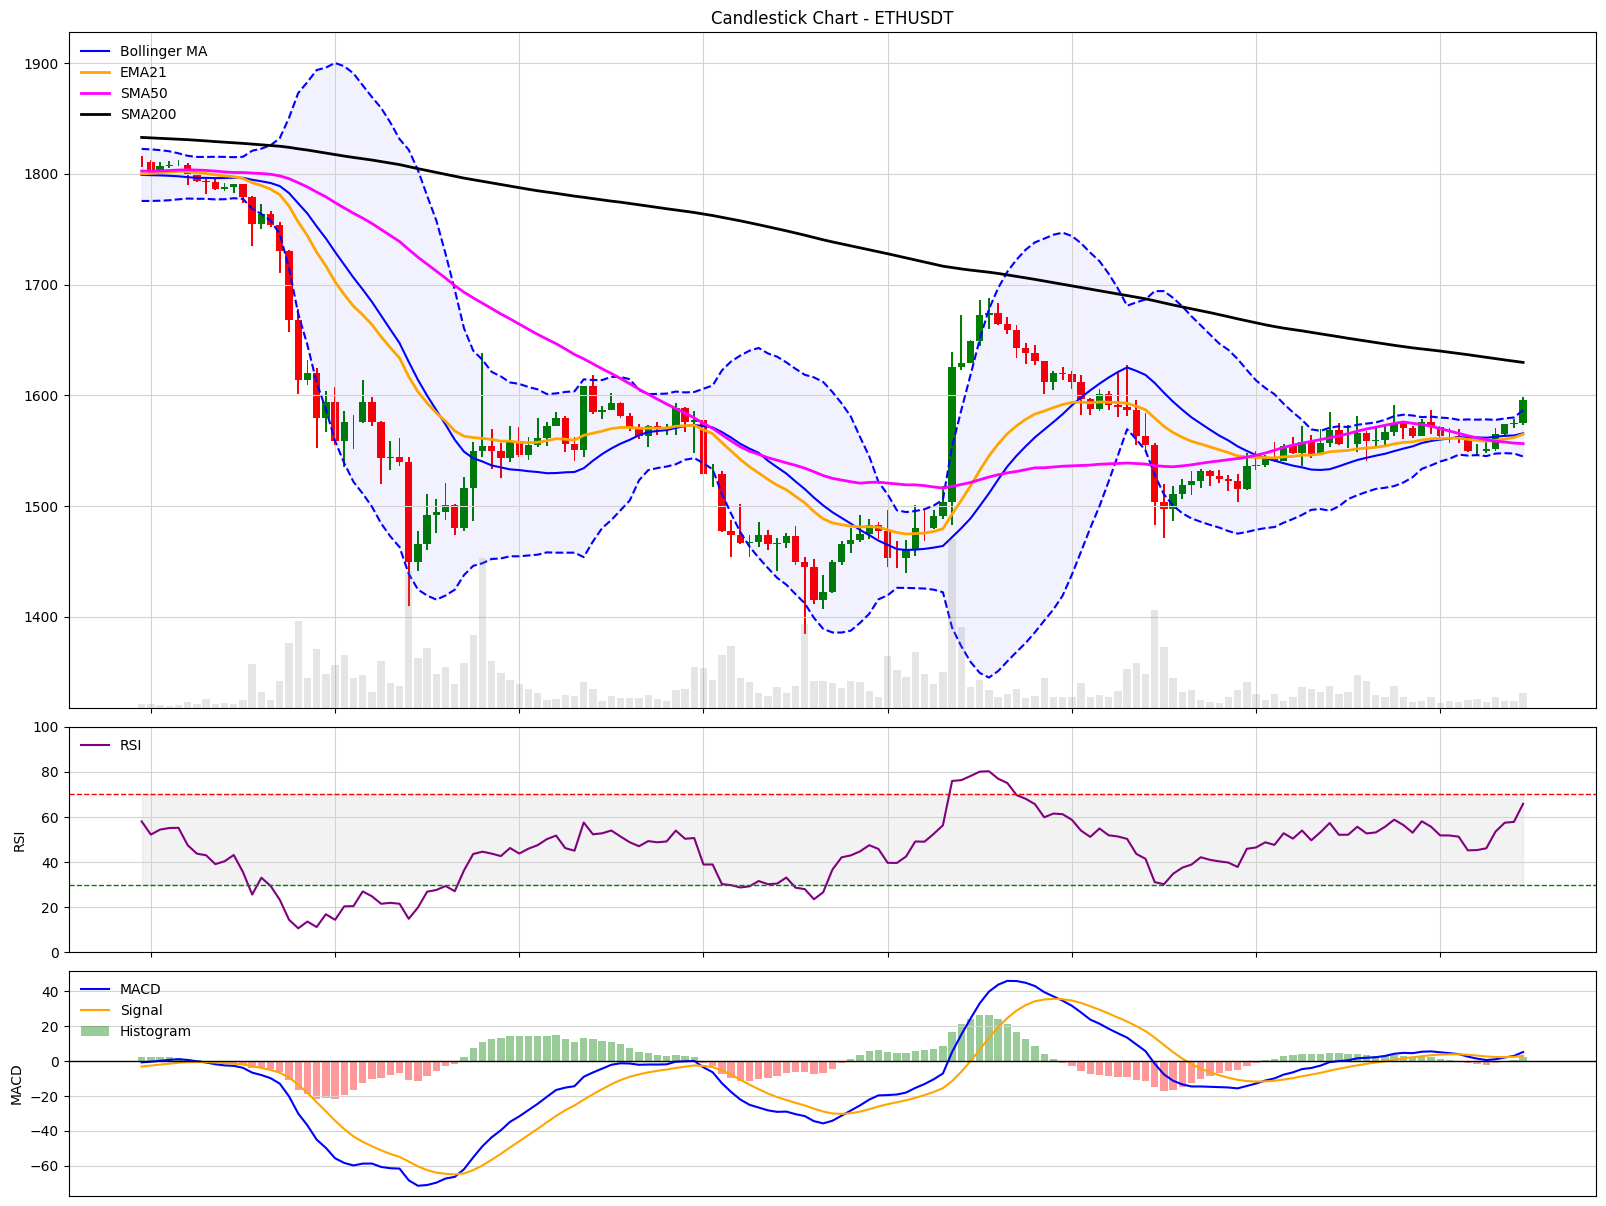 Candlestick Chart - ETHUSDT
Bollinger MA
EMA21
SMA50
SMA200
1900
1800
1700
1600
1500
1400
RSI
100
80
60
40
20
0
RSI
MACD
Signal
Histogram
40
20
0
−20
−40
−60
MACD